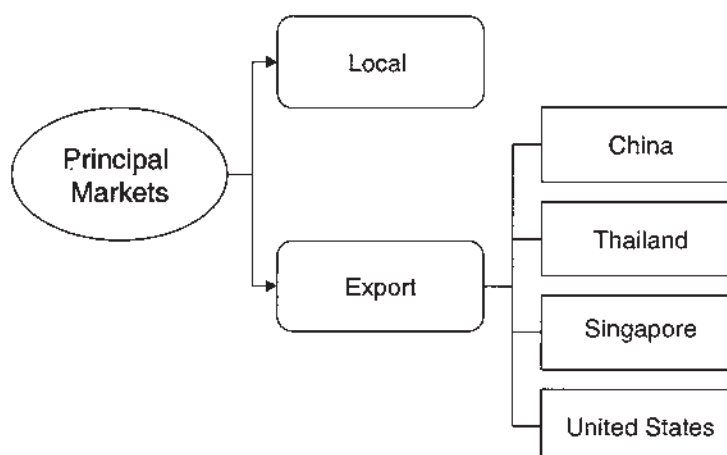 Local
Principal
Markets
Export
China
Thailand
Singapore
United States